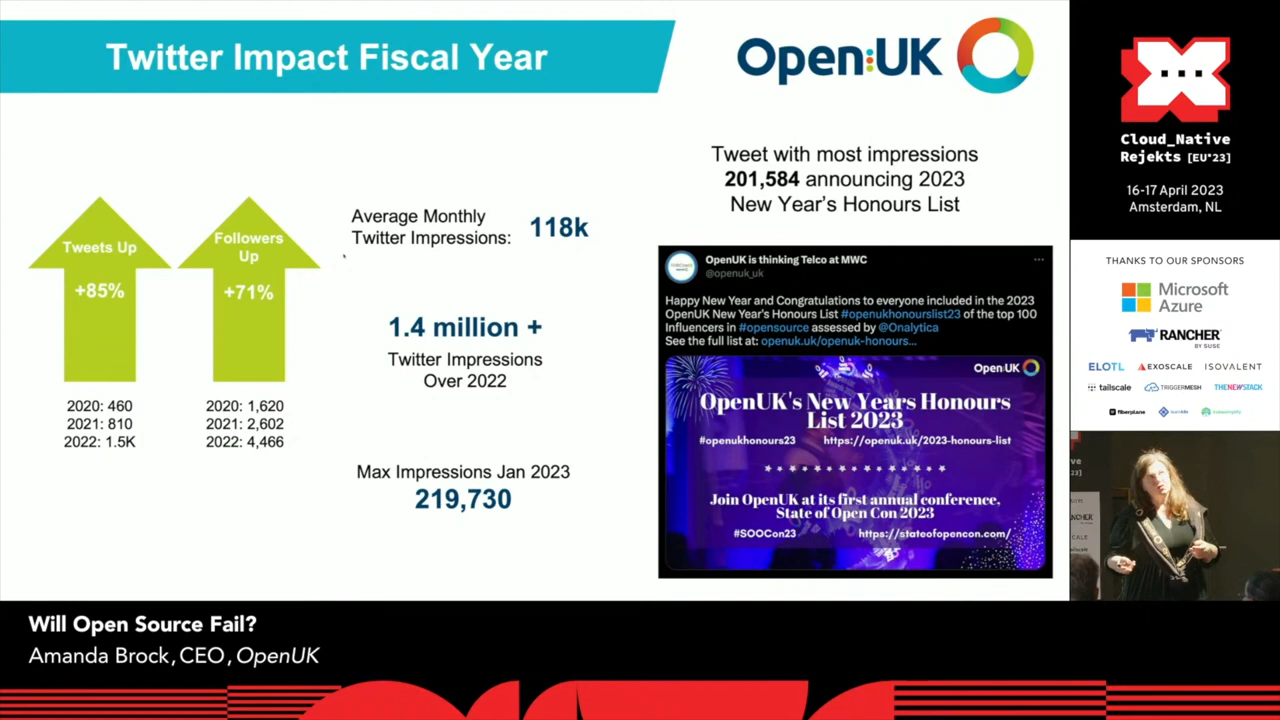 Twitter Impact Fiscal Year
Open:UK
Tweets Up
+85%
2020: 460
2021: 810
2022: 1.5K
Followers
Up
+71%
2020: 1,620
2021: 2,602
2022: 4,466
Average Monthly
Twitter Impressions:
118k
1.4 million +
Twitter Impressions
Over 2022
Max Impressions Jan 2023
219,730
Tweet with most impressions
201,584 announcing 2023
New Year's Honours List
OpenUK is thinking Telco at MWC
@openuk_uk
Happy New Year and Congratulations to everyone included in the 2023
OpenUK New Year's Honours List #openukhonourslist23 of the top 100
Influencers in #opensource assessed by @Onalytica
See the full list at: openuk.uk/openuk-honours...
Open:UK
OpenUK's New Years Honours
List 2023
#openukhonours23 https://openuk.uk/2023-honours-list
Join OpenUK at its first annual conference,
State of Open Con 2023
#SOOCon23 https://stateofopencon.com/
Cloud_Native
Rejekts [EU'23]
16-17 April 2023
Amsterdam, NL
THANKS TO OUR SPONSORS
Microsoft
Azure
RANCHER
BY SUSE
ELOTL
EXOSCALE
ISOVALENT
tailscale
TRIGGERMESH
THENEWSTACK
fiberplane
Will Open Source Fail?
Amanda Brock, CEO, OpenUK